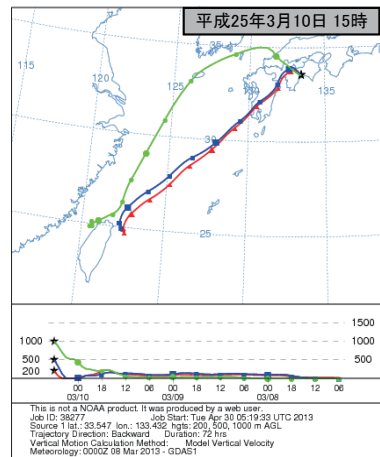 平成25年3月10日 15時
115
120
125
35
135
30
25
1500
1000
1000
500
500
200
00 18 12 06 00 18 12 06 00 18 12 06
03/10 03/09 03/08
This is not a NOAA product. It was produced by a web user.
Job ID: 38277 Job Start: Tue Apr 30 05:19:33 UTC 2013
Source 1 lat.: 33.547 lon.: 133.432 hgts: 200, 500, 1000 m AGL
Trajectory Direction: Backward Duration: 72 hrs
Vertical Motion Calculation Method: Model Vertical Velocity
Meteorology: 0000Z 08 Mar 2013 - GDAS1